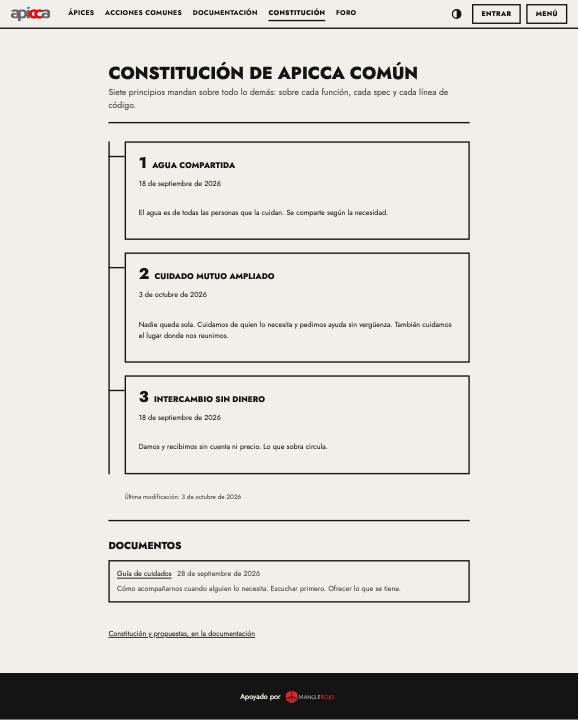 apicca
ÁPICES
ACCIONES COMUNES
DOCUMENTACIÓN
CONSTITUCIÓN
FORO
ENTRAR
MENÚ
CONSTITUCIÓN DE APICCA COMÚN
Siete principios mandan sobre todo lo demás: sobre cada función, cada spec y cada línea de
código.
1 AGUA COMPARTIDA
18 de septiembre de 2026
El agua es de todas las personas que la cuidan. Se comparte según la necesidad.
2 CUIDADO MUTUO AMPLIADO
3 de octubre de 2026
Nadie queda sola. Cuidamos de quien lo necesita y pedimos ayuda sin vergüenza. También cuidamos
el lugar donde nos reunimos.
3 INTERCAMBIO SIN DINERO
18 de septiembre de 2026
Damos y recibimos sin cuenta ni precio. Lo que sobra circula.
Última modificación: 3 de octubre de 2026
DOCUMENTOS
Guía de cuidados 28 de septiembre de 2026
Cómo acompañarnos cuando alguien lo necesita. Escuchar primero. Ofrecer lo que se tiene.
Constitución y propuestas, en la documentación
Apoyado por MANGLEROJO